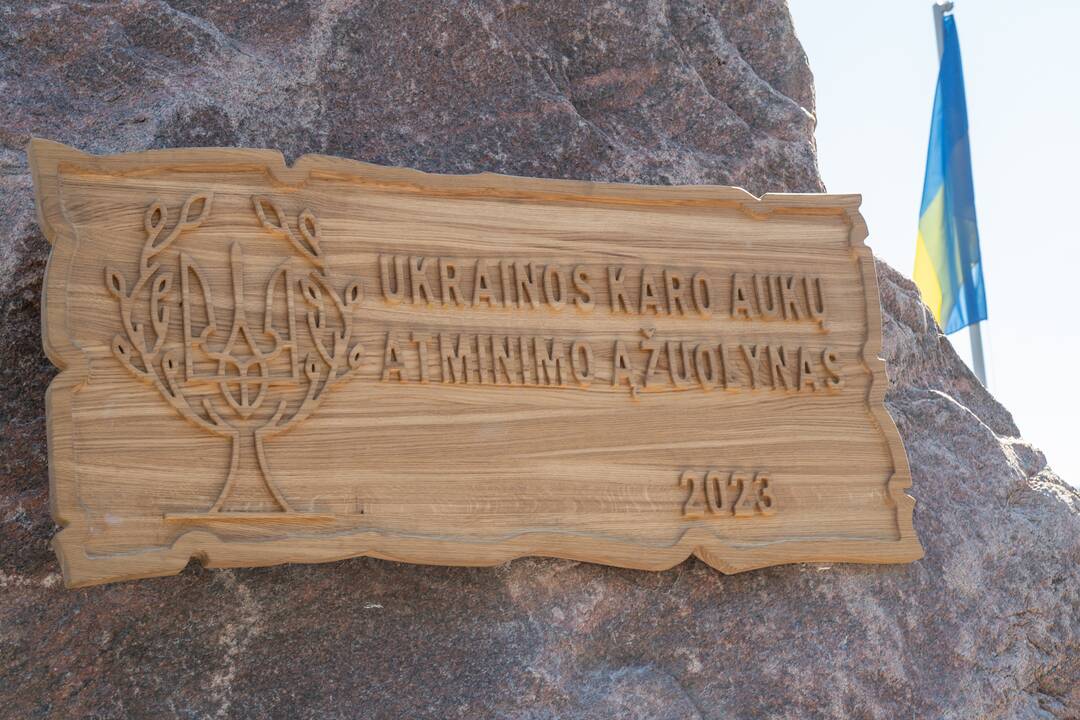 UKRAINOS KARO AUKŲ
ATMINIMO ĄŽUOLYNAS
2023